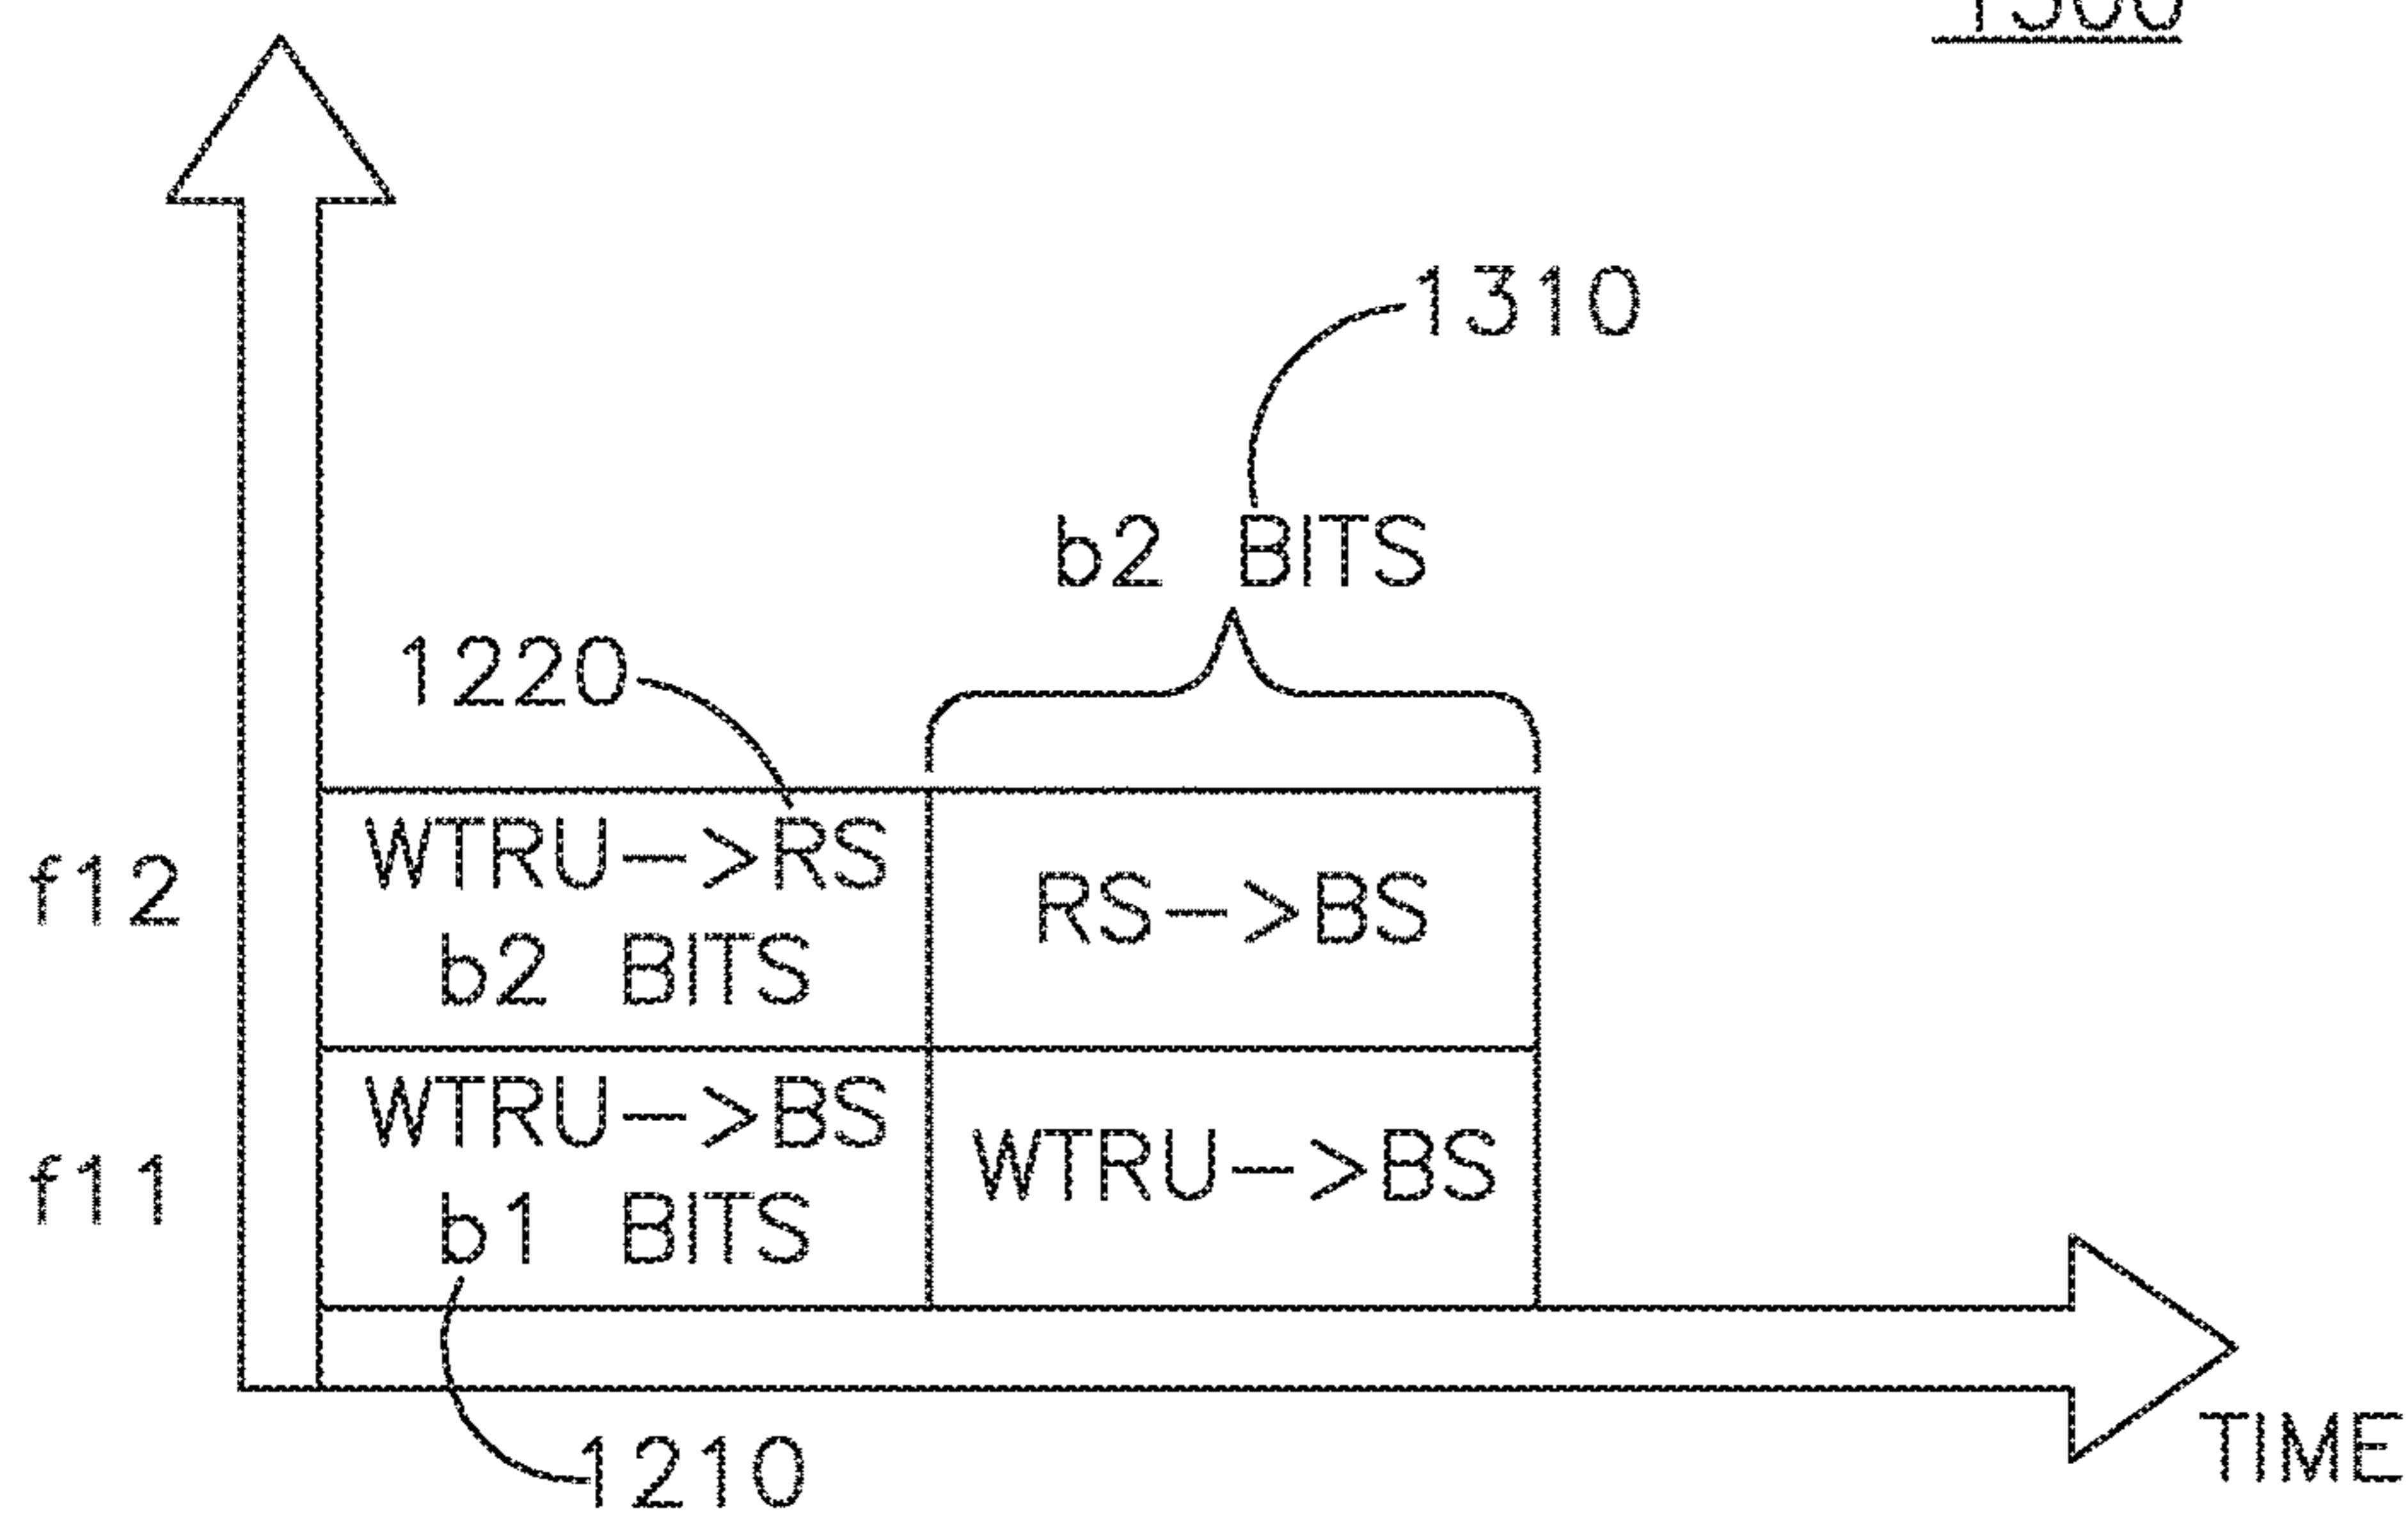 1300
1310
b2 BITS
1220
f12
WTRU->RS
b2 BITS
RS->BS
f11
WTRU->BS
b1 BITS
WTRU->BS
1210
TIME